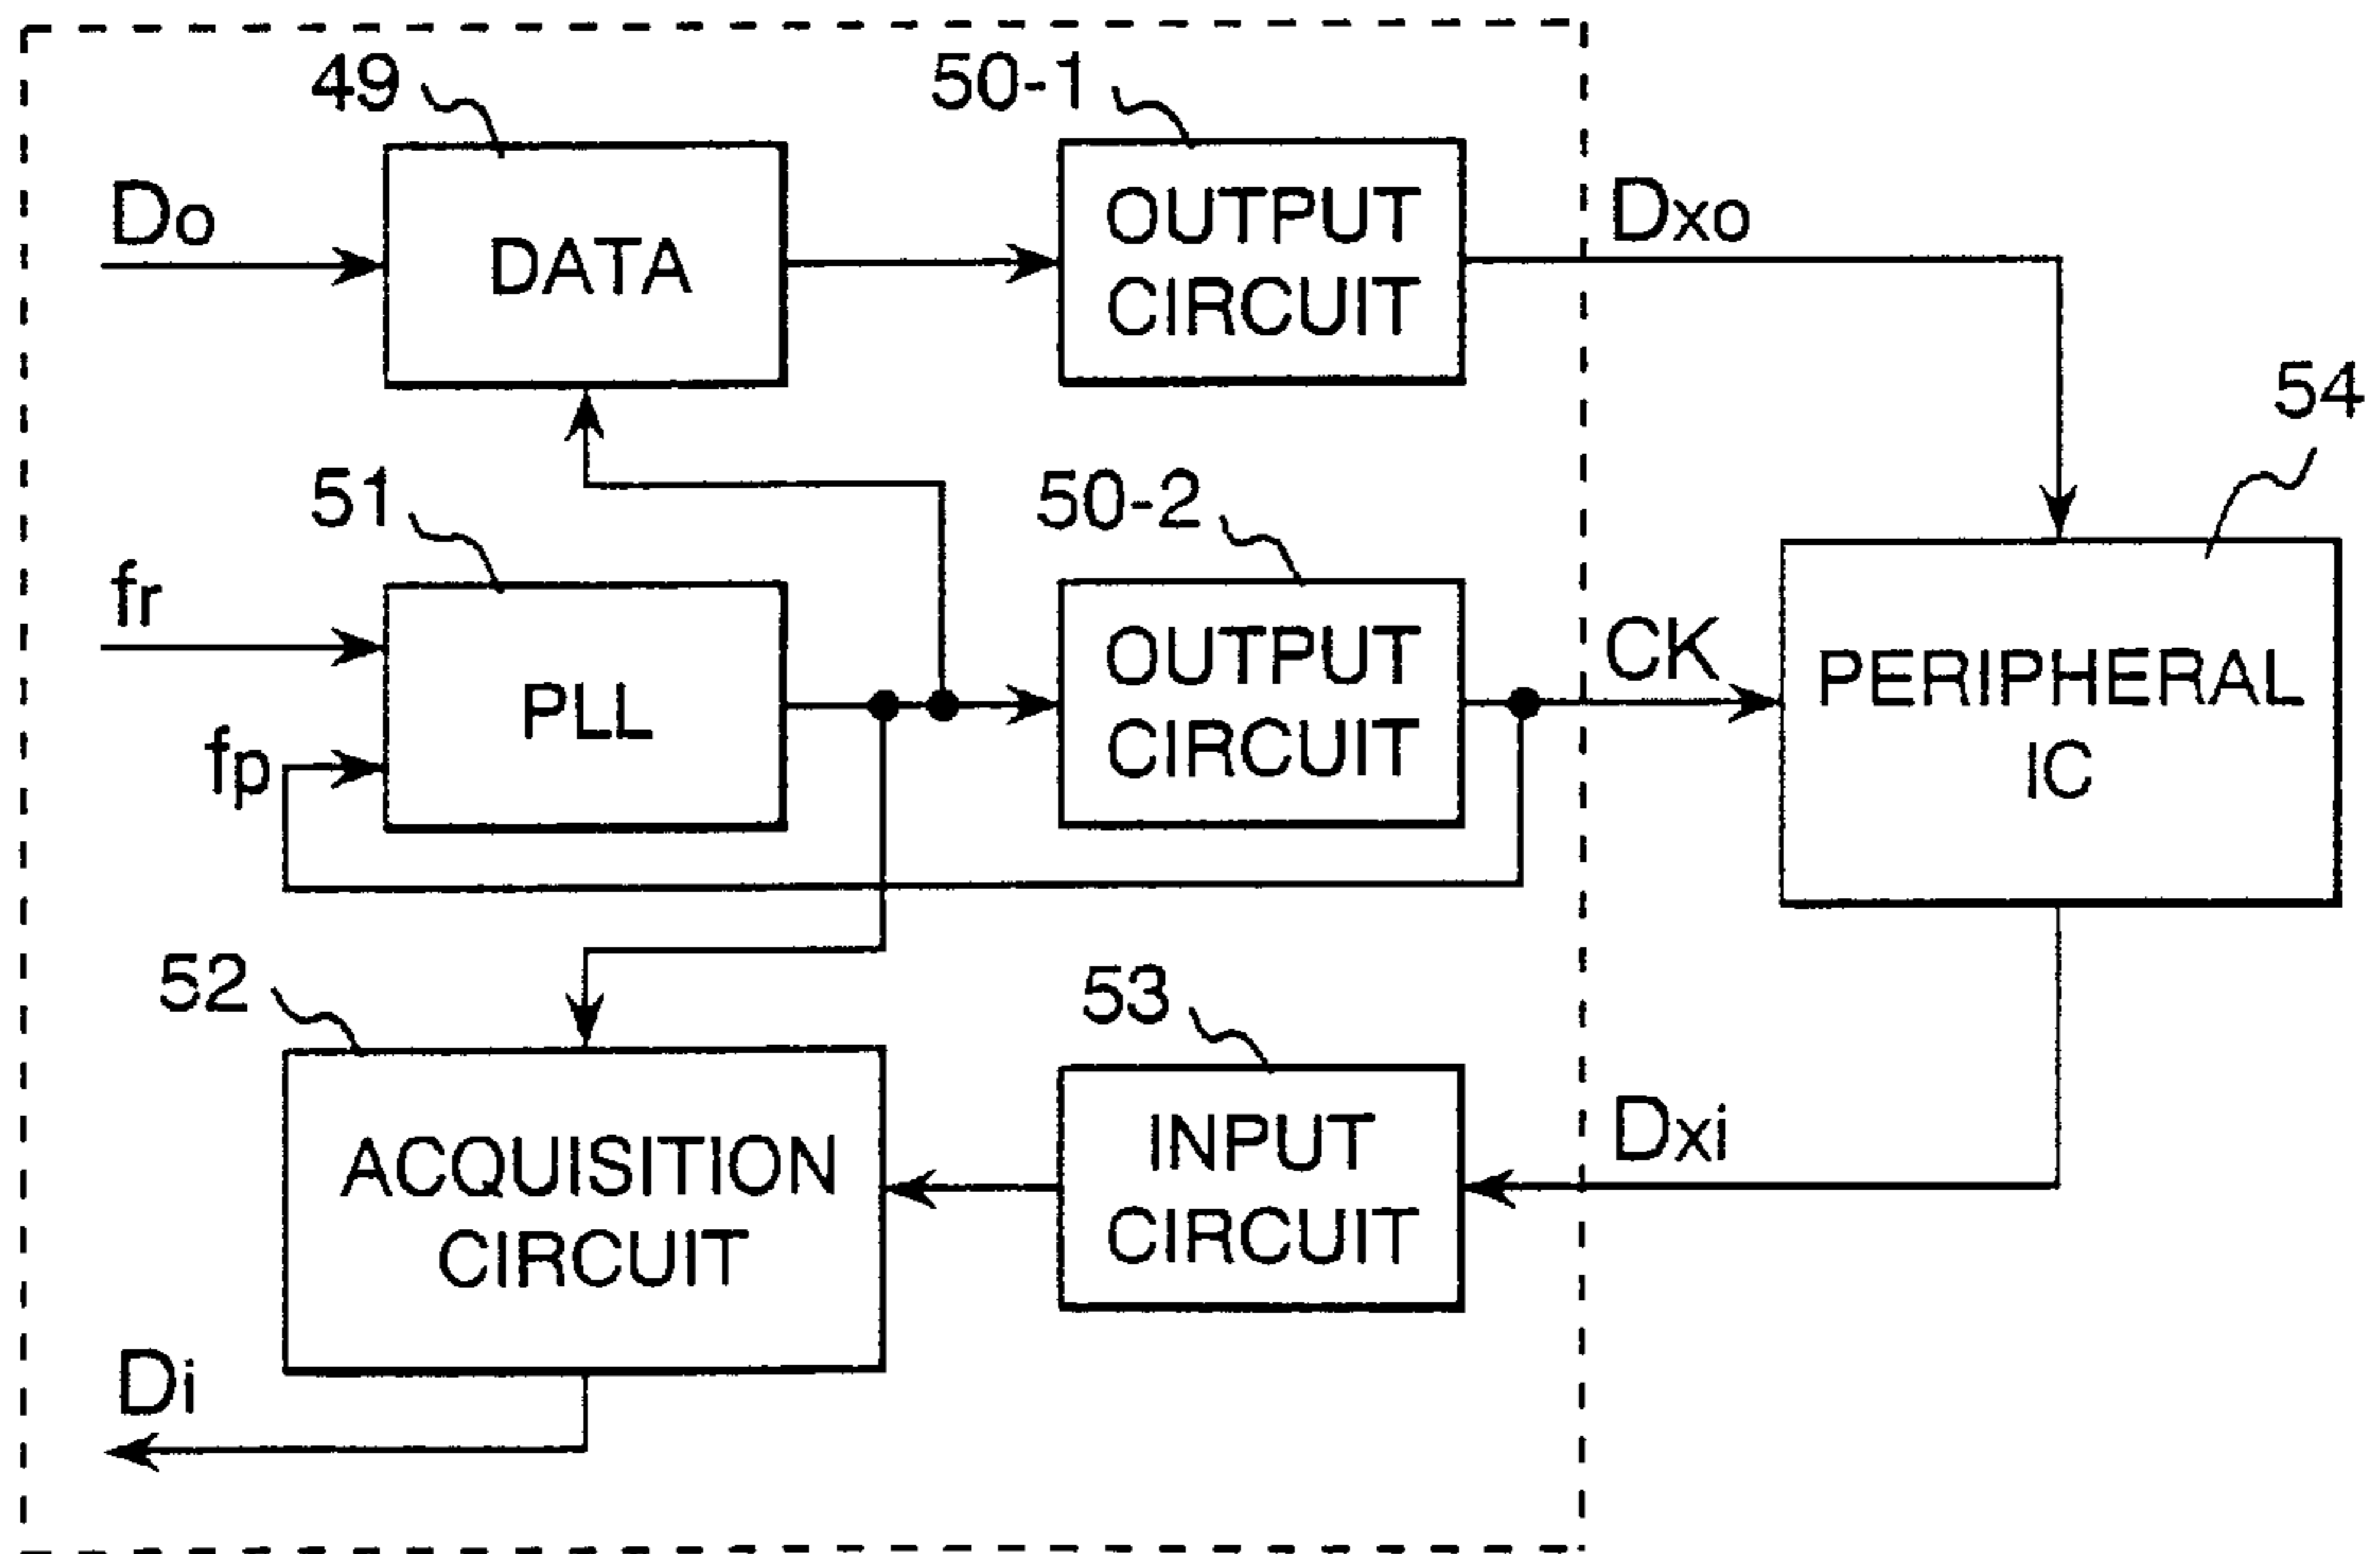 49
50-1
Do
DATA
OUTPUT
CIRCUIT
Dxo
54
51
50-2
fr
fp
PLL
OUTPUT
CIRCUIT
CK
PERIPHERAL
IC
52
53
ACQUISITION
CIRCUIT
INPUT
CIRCUIT
Dxi
Di